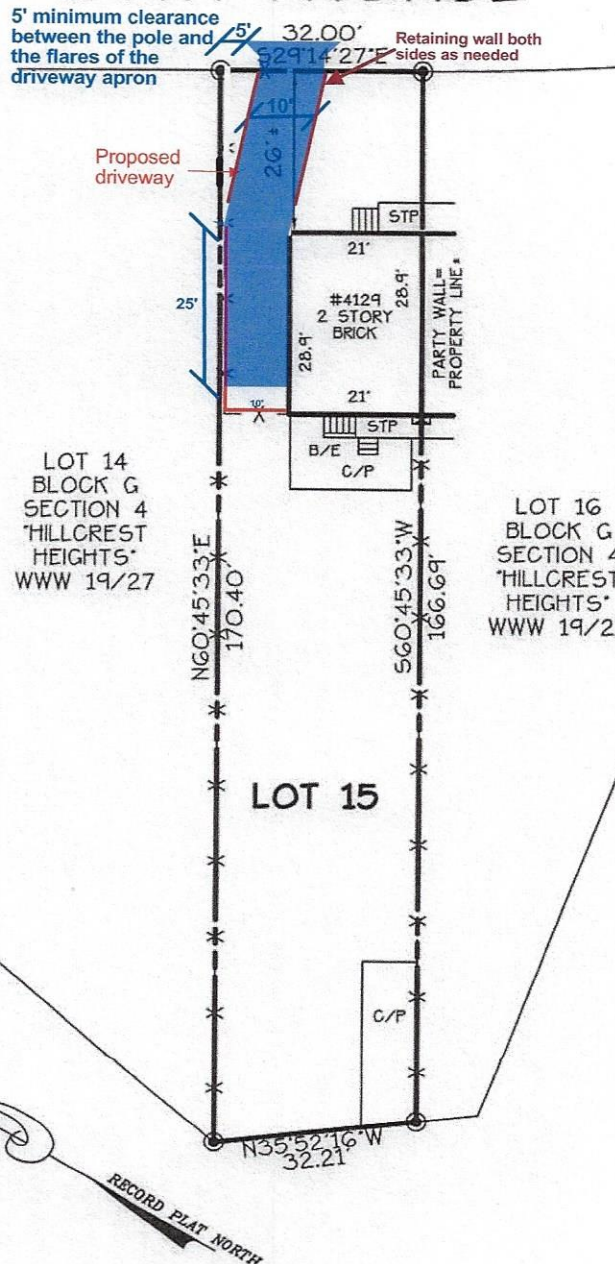 5' minimum clearance
between the pole and
the flares of the
driveway apron
5'
32.00'
S29°14'27"E
Retaining wall both
sides as needed
10'
26' ±
Proposed
driveway
STP
21'
25'
#4129
2 STORY
BRICK
28.9'
28.9'
PARTY WALL=
PROPERTY LINE ±
21'
10'
STP
B/E
C/P
LOT 14
BLOCK G
SECTION 4
"HILLCREST
HEIGHTS"
WWW 19/27
N60°45'33"E
170.40'
S60°45'33"W
166.69'
LOT 16
BLOCK G
SECTION 4
"HILLCREST
HEIGHTS"
WWW 19/2
LOT 15
C/P
N35°52'16"W
32.21'
RECORD PLAT NORTH